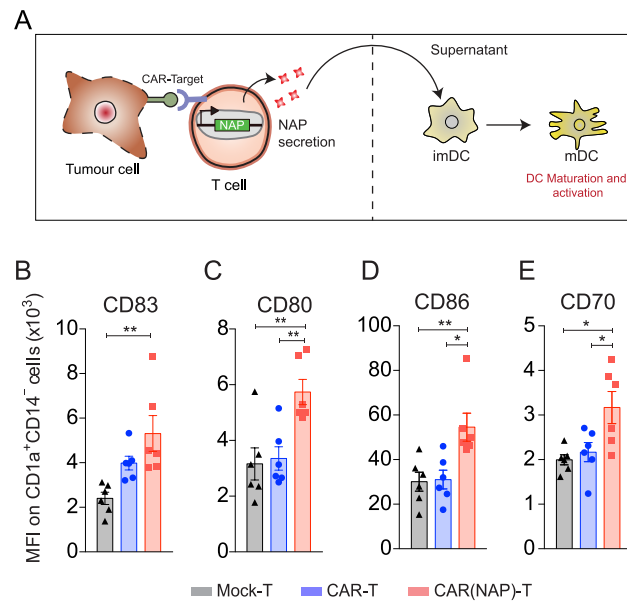 A
CAR-Target
NAP
NAP
secretion
Tumour cell
T cell
Supernatant
imDC
mDC
DC Maturation and
activation
B
CD83
C
CD80
D
CD86
E
CD70
MFI on CD1a⁺CD14⁻ cells (x10³)
10
8
6
4
2
0
**
8
6
4
2
0
**
**
100
80
60
40
20
0
**
*
5
4
3
2
1
0
*
*
Mock-T
CAR-T
CAR(NAP)-T